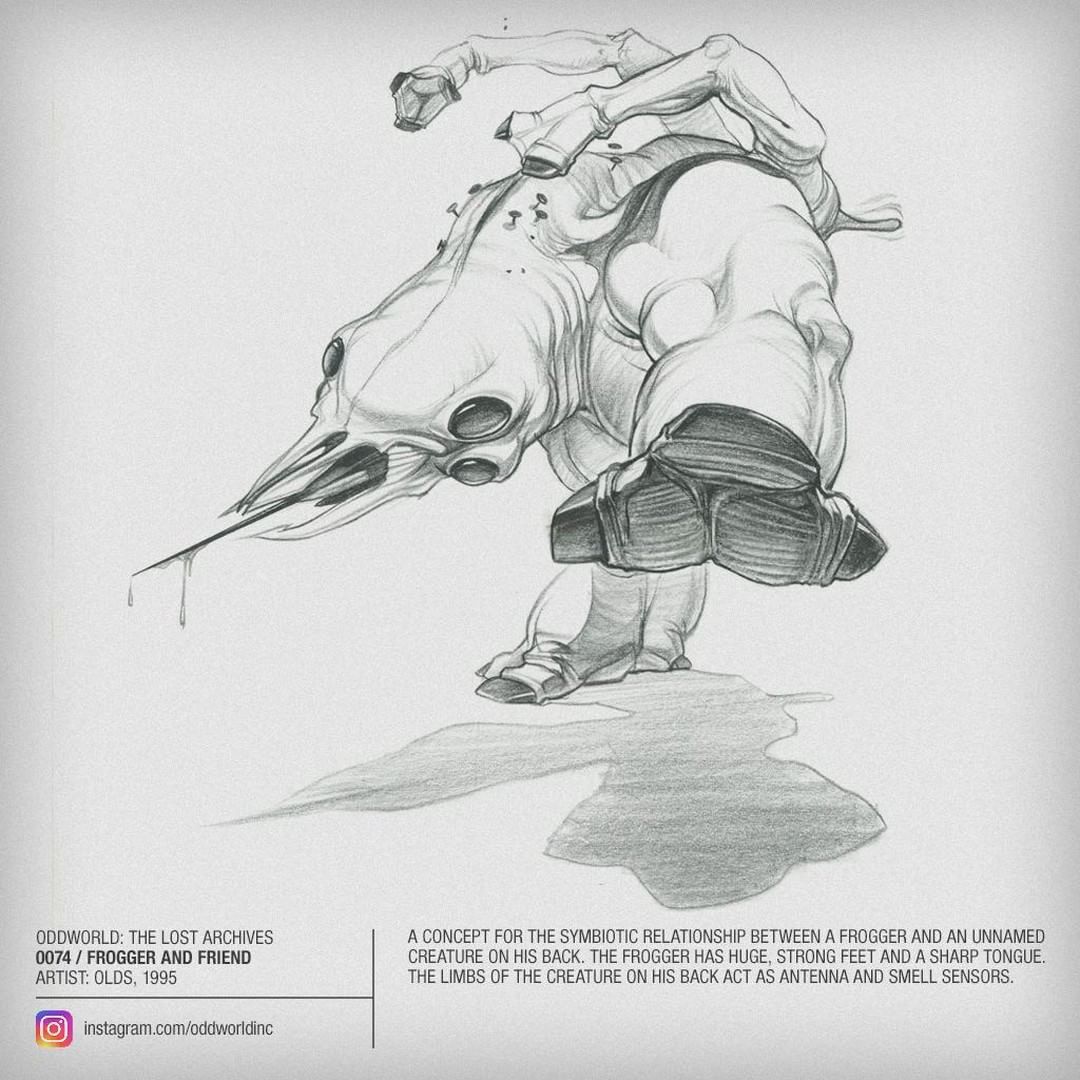 ODDWORLD: THE LOST ARCHIVES
0074 / FROGGER AND FRIEND
ARTIST: OLDS, 1995
instagram.com/oddworldinc
A CONCEPT FOR THE SYMBIOTIC RELATIONSHIP BETWEEN A FROGGER AND AN UNNAMED
CREATURE ON HIS BACK. THE FROGGER HAS HUGE, STRONG FEET AND A SHARP TONGUE.
THE LIMBS OF THE CREATURE ON HIS BACK ACT AS ANTENNA AND SMELL SENSORS.